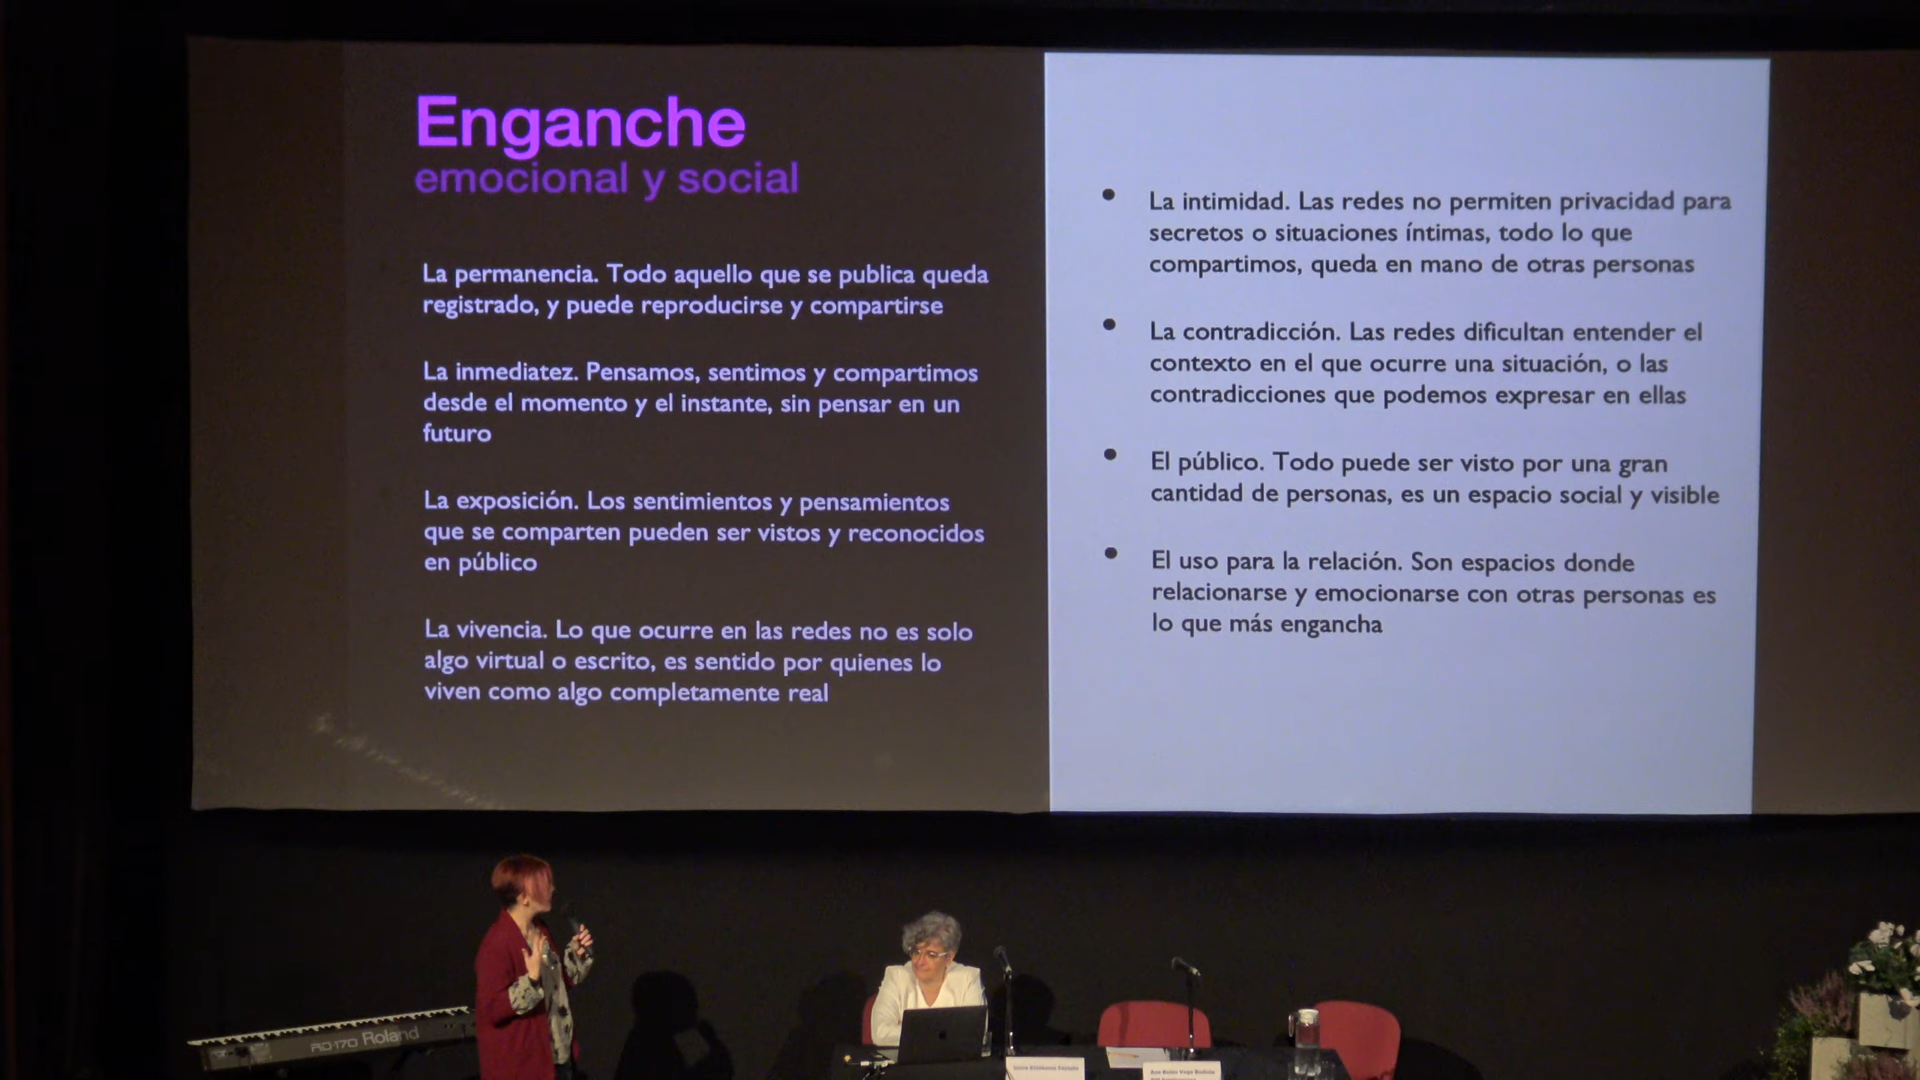 Enganche
emocional y social
La permanencia. Todo aquello que se publica queda
registrado, y puede reproducirse y compartirse
La inmediatez. Pensamos, sentimos y compartimos
desde el momento y el instante, sin pensar en un
futuro
La exposición. Los sentimientos y pensamientos
que se comparten pueden ser vistos y reconocidos
en público
La vivencia. Lo que ocurre en las redes no es solo
algo virtual o escrito, es sentido por quienes lo
viven como algo completamente real
• La intimidad. Las redes no permiten privacidad para
secretos o situaciones íntimas, todo lo que
compartimos, queda en mano de otras personas
• La contradicción. Las redes dificultan entender el
contexto en el que ocurre una situación, o las
contradicciones que podemos expresar en ellas
• El público. Todo puede ser visto por una gran
cantidad de personas, es un espacio social y visible
• El uso para la relación. Son espacios donde
relacionarse y emocionarse con otras personas es
lo que más engancha
RD-170 Roland